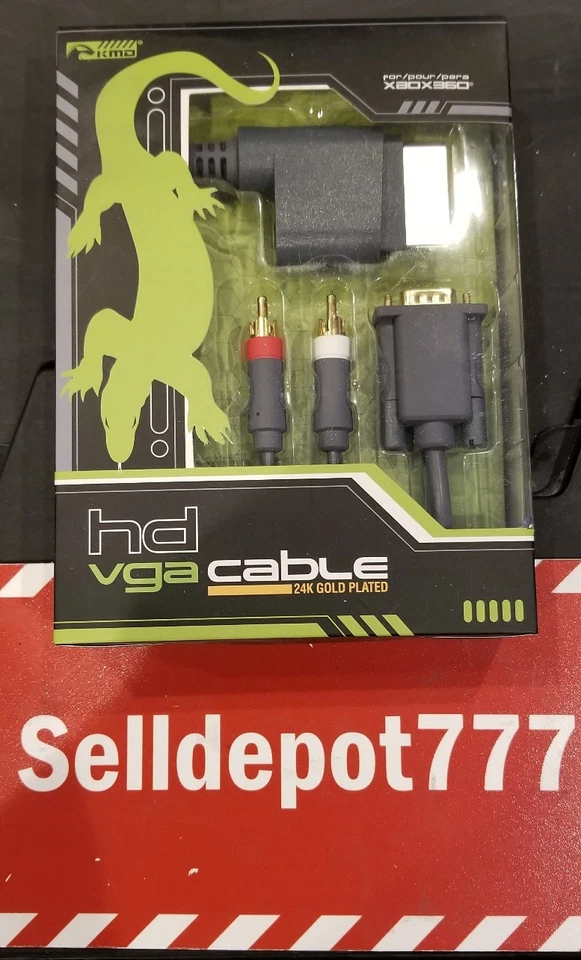 KMD®
for/pour/para
XBOX360®
hd
vga cable
24K GOLD PLATED
Selldepot777